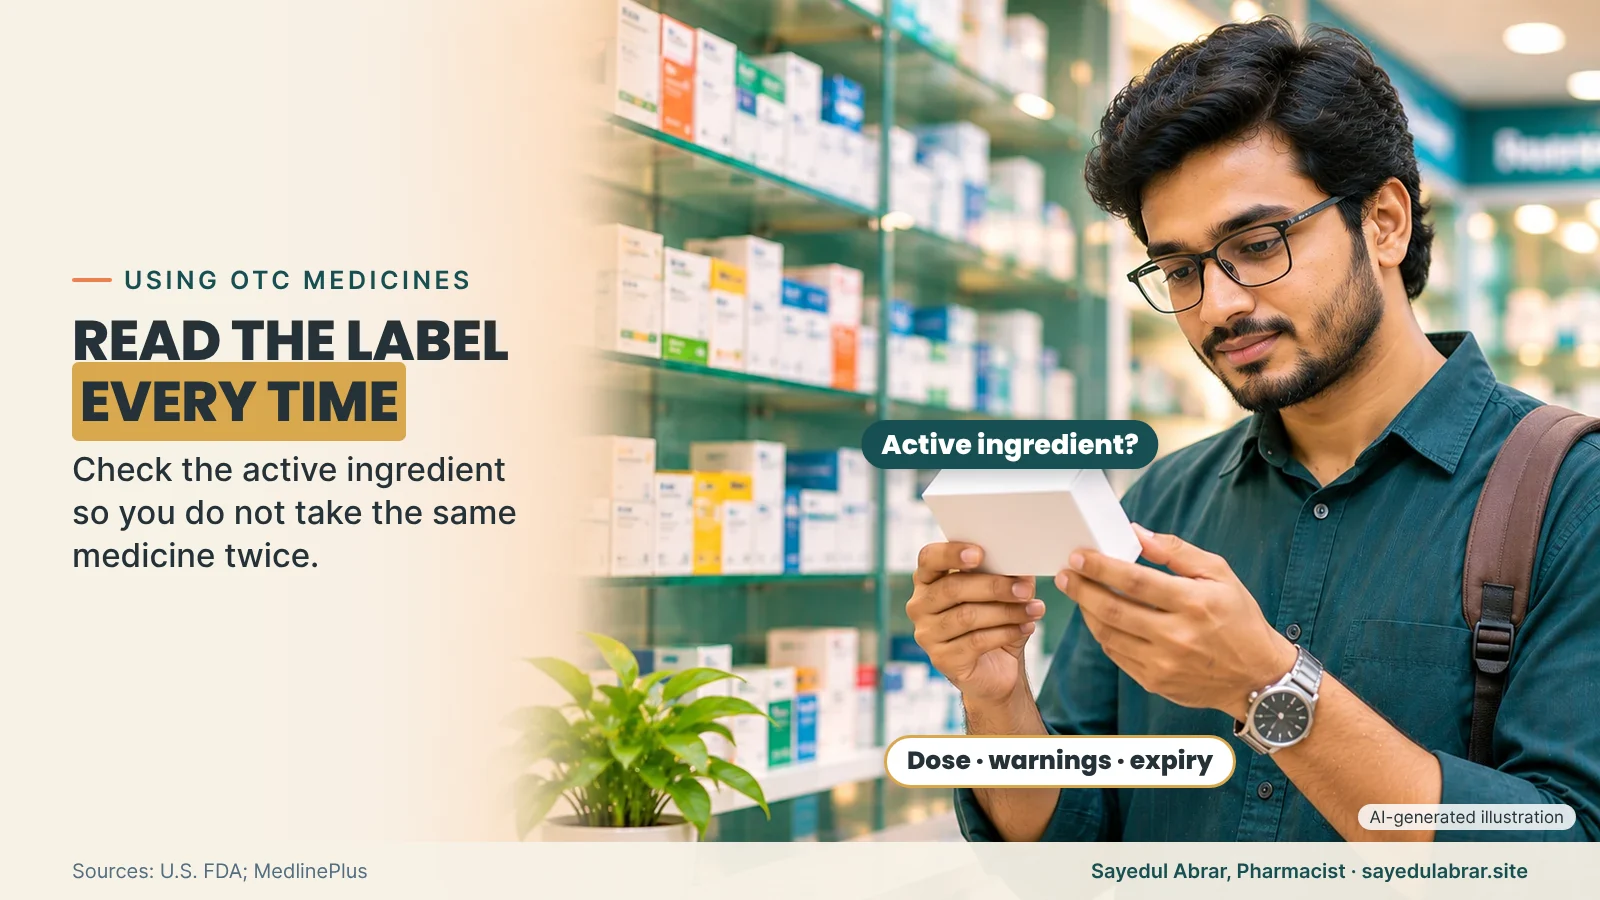 USING OTC MEDICINES
READ THE LABEL
EVERY TIME
Check the active ingredient
so you do not take the same
medicine twice.
Active ingredient?
Dose · warnings · expiry
AI-generated illustration
Sources: U.S. FDA; MedlinePlus
Sayedul Abrar, Pharmacist · sayedulabrar.site